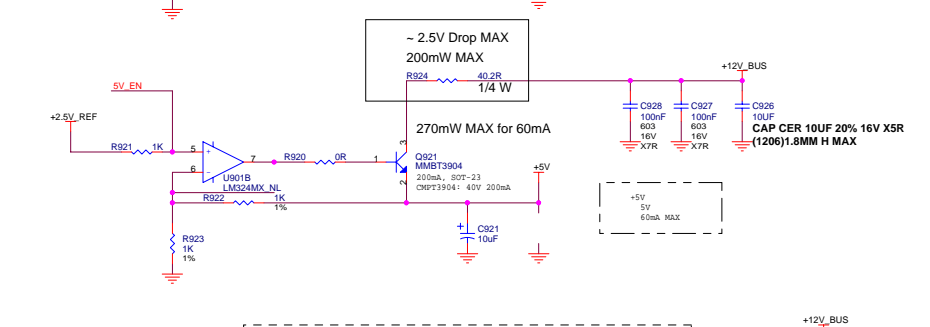 ~ 2.5V Drop MAX
200mW MAX
R924 40.2R
1/4 W
+12V_BUS
5V_EN
+2.5V_REF
C928
100nF
603
16V
X7R
C927
100nF
603
16V
X7R
C926
10UF
CAP CER 10UF 20% 16V X5R
(1206)1.8MM H MAX
270mW MAX for 60mA
R921 1K
5
+
6
-
7
U901B
LM324MX_NL
R920 0R
1
3
2
Q921
MMBT3904
200mA, SOT-23
CMPT3904: 40V 200mA
+5V
R922 1K
1%
+5V
5V
60mA MAX
+
C921
10uF
R923
1K
1%
+12V_BUS